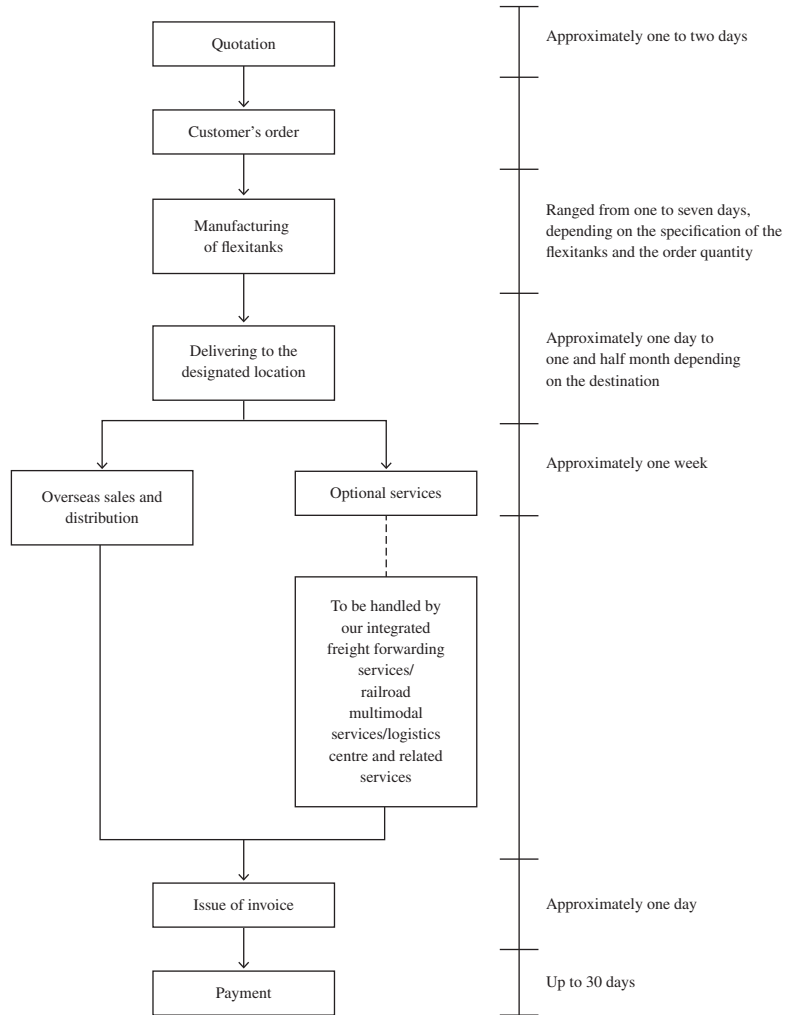 Quotation
Approximately one to two days
Customer’s order
Manufacturing
of flexitanks
Ranged from one to seven days,
depending on the specification of the
flexitanks and the order quantity
Delivering to the
designated location
Approximately one day to
one and half month depending
on the destination
Overseas sales and
distribution
Optional services
Approximately one week
To be handled by
our integrated
freight forwarding
services/
railroad
multimodal
services/logistics
centre and related
services
Issue of invoice
Approximately one day
Payment
Up to 30 days